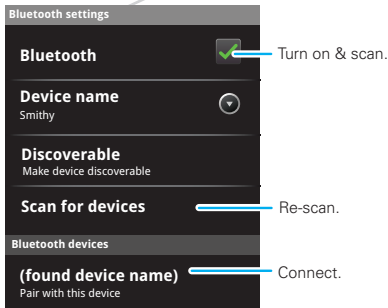 Bluetooth settings
Bluetooth
Turn on & scan.
Device name
Smithy
Discoverable
Make device discoverable
Scan for devices
Re-scan.
Bluetooth devices
(found device name)
Connect.
Pair with this device